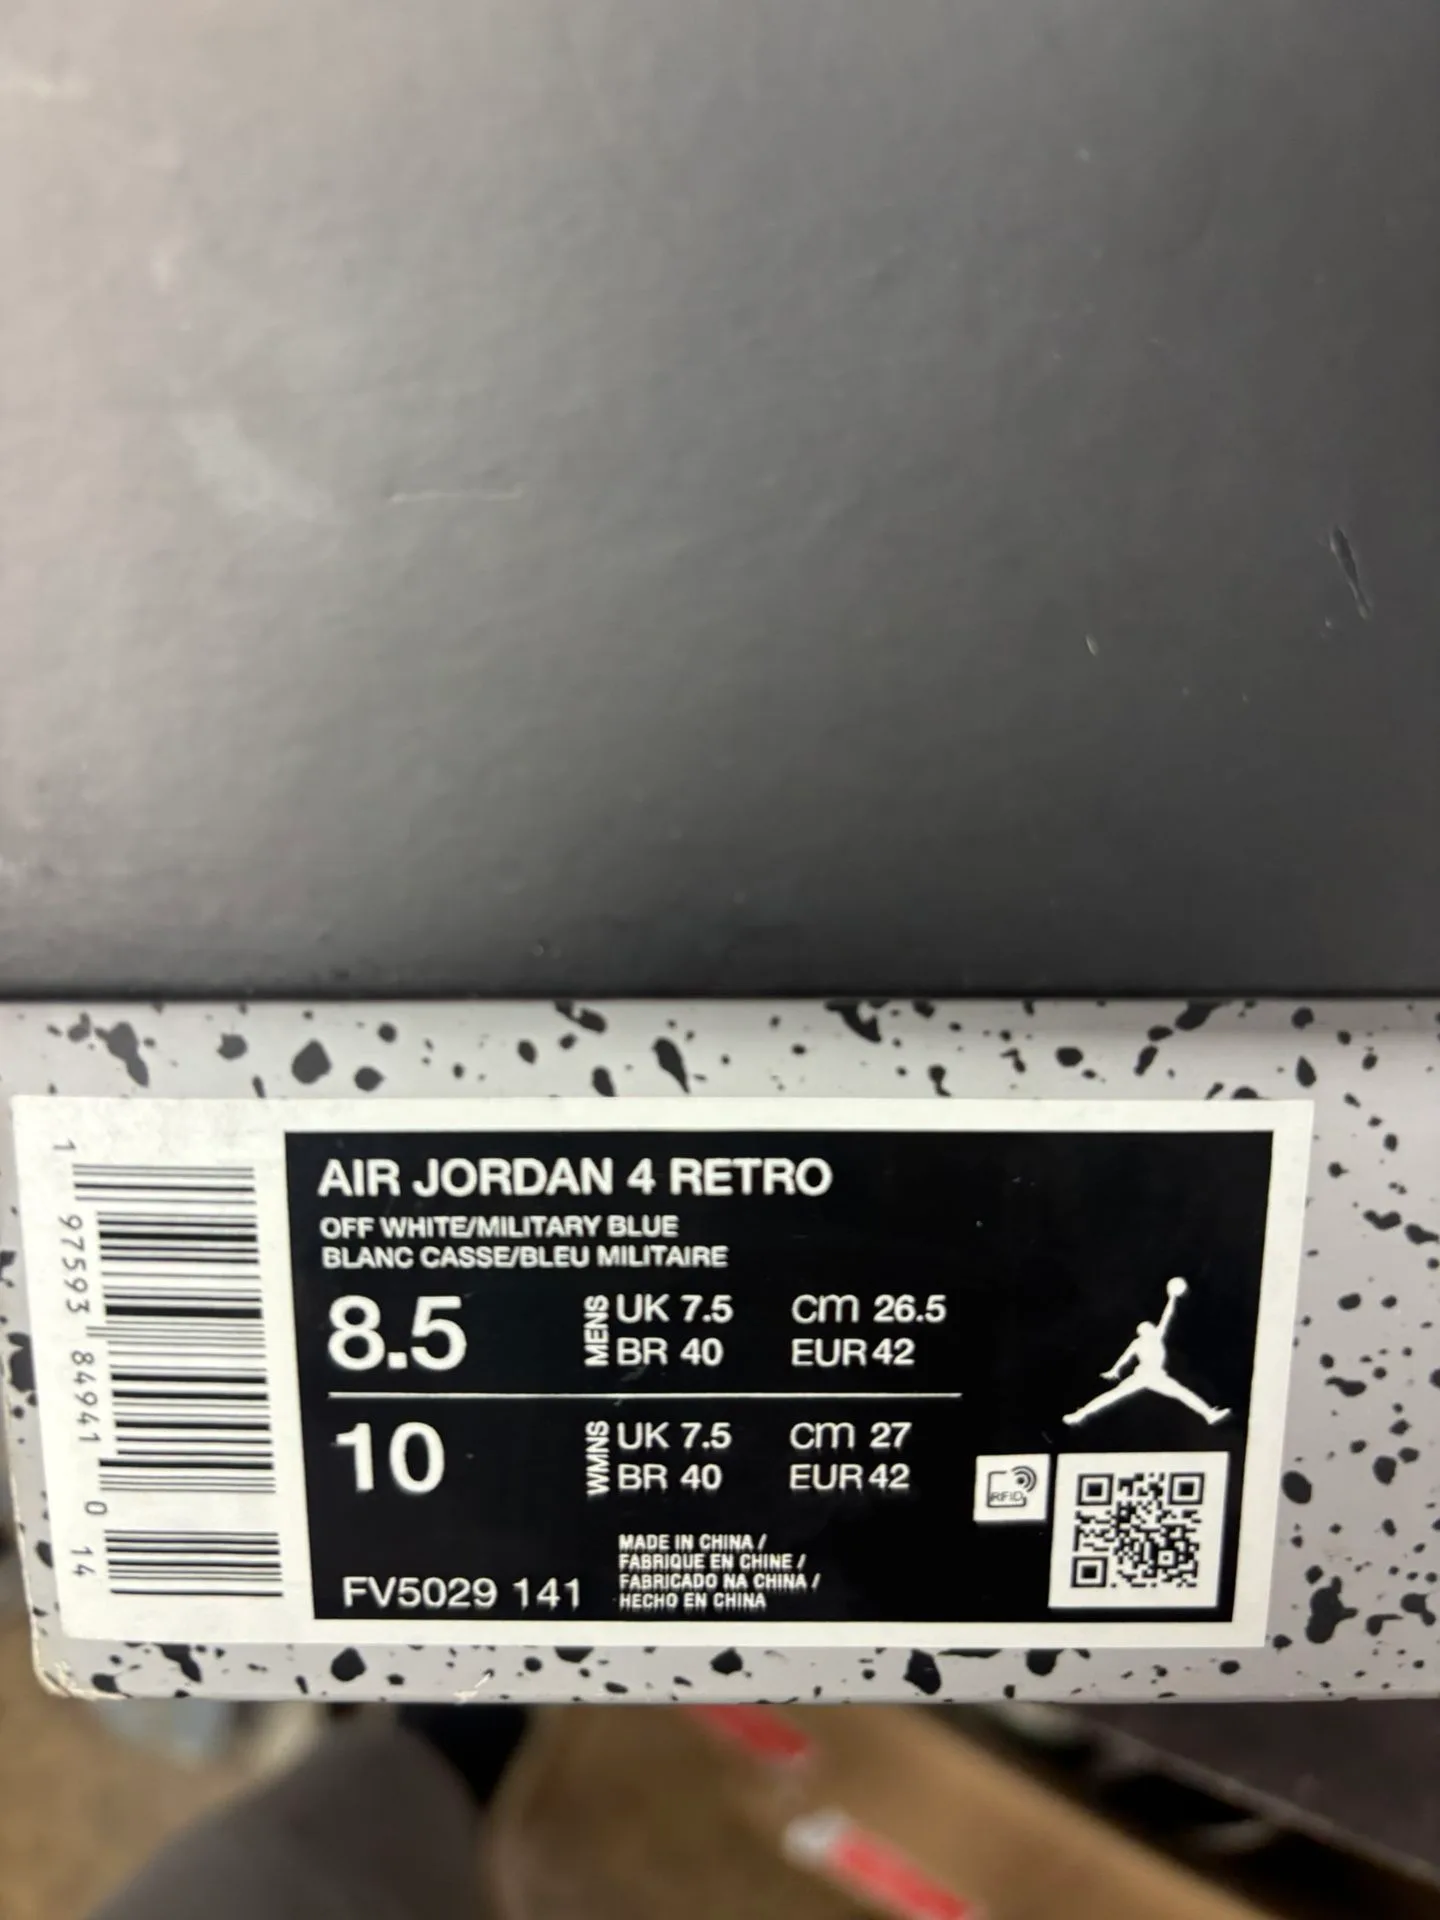 AIR JORDAN 4 RETRO
OFF WHITE/MILITARY BLUE
BLANC CASSE/BLEU MILITAIRE
8.5
MENS
UK 7.5 cm 26.5
BR 40 EUR 42
10
WMNS
UK 7.5 cm 27
BR 40 EUR 42
RFID
FV5029 141
MADE IN CHINA /
FABRIQUE EN CHINE /
FABRICADO NA CHINA /
HECHO EN CHINA
1 97593 84941 0 14